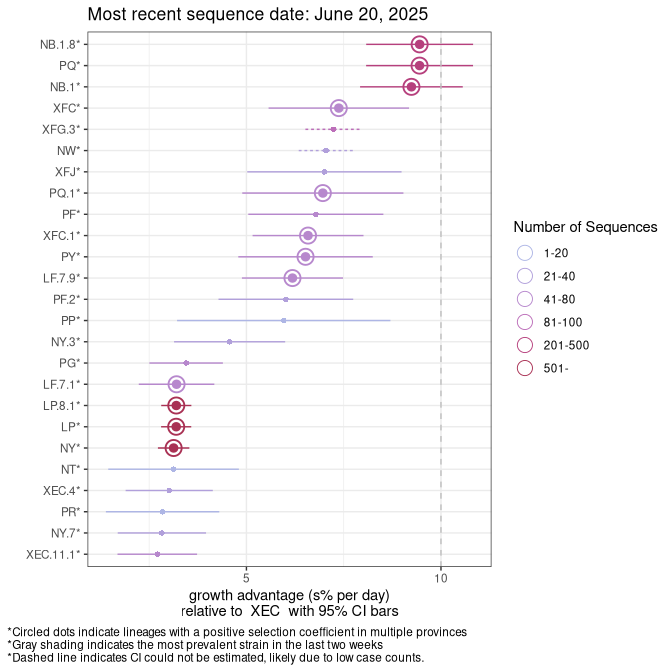 Most recent sequence date: June 20, 2025
NB.1.8*
PQ*
NB.1*
XFC*
XFG.3*
NW*
XFJ*
PQ.1*
PF*
XFC.1*
PY*
LF.7.9*
PF.2*
PP*
NY.3*
PG*
LF.7.1*
LP.8.1*
LP*
NY*
NT*
XEC.4*
PR*
NY.7*
XEC.11.1*
5 10
growth advantage (s% per day)
relative to XEC with 95% CI bars
Number of Sequences
1-20
21-40
41-80
81-100
201-500
501-
*Circled dots indicate lineages with a positive selection coefficient in multiple provinces
*Gray shading indicates the most prevalent strain in the last two weeks
*Dashed line indicates CI could not be estimated, likely due to low case counts.